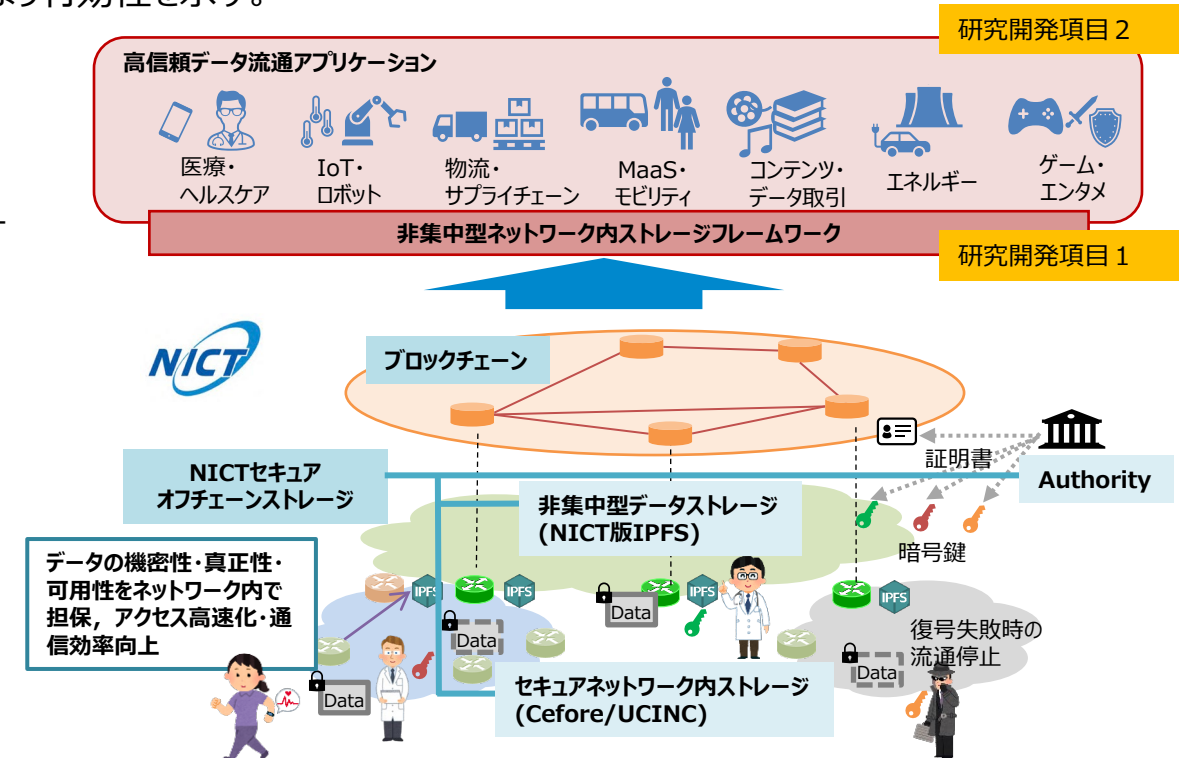 より有効性を示す。
研究開発項目２
高信頼データ流通アプリケーション
医療・
ヘルスケア
IoT・
ロボット
物流・
サプライチェーン
MaaS・
モビリティ
コンテンツ・
データ取引
エネルギー
ゲーム・
エンタメ
非集中型ネットワーク内ストレージフレームワーク
研究開発項目１
NICT
ブロックチェーン
証明書
Authority
NICTセキュア
オフチェーンストレージ
非集中型データストレージ
(NICT版IPFS)
暗号鍵
データの機密性・真正性・
可用性をネットワーク内で
担保，アクセス高速化・通
信効率向上
IPFS
IPFS
IPFS
IPFS
Data
Data
Data
Data
復号失敗時の
流通停止
セキュアネットワーク内ストレージ
(Cefore/UCINC)